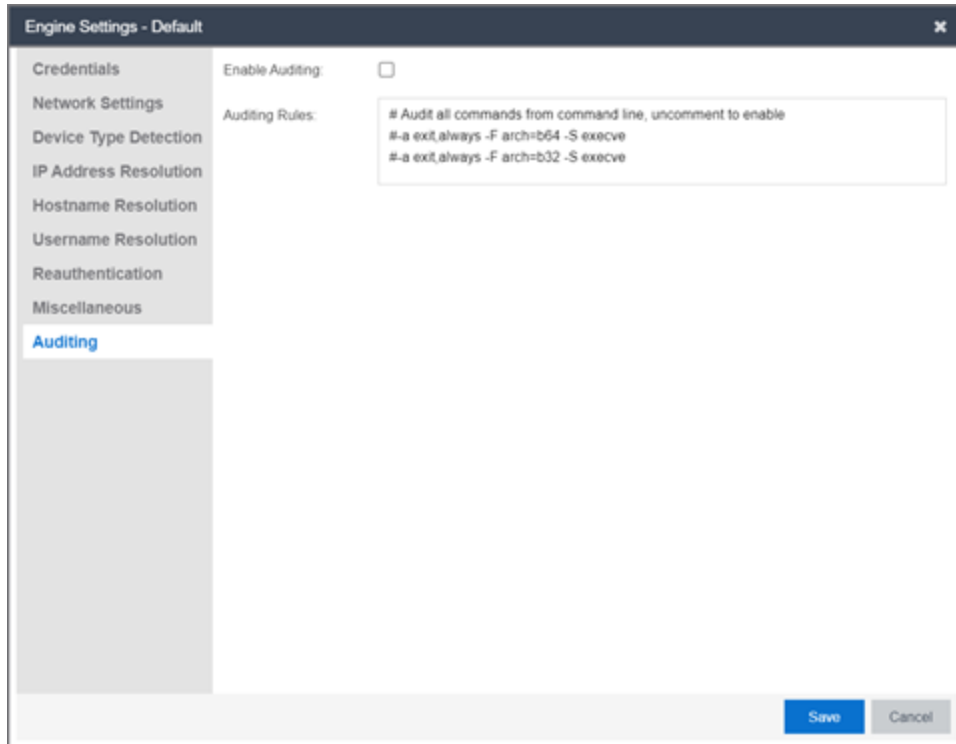 Engine Settings - Default
Credentials
Network Settings
Device Type Detection
IP Address Resolution
Hostname Resolution
Username Resolution
Reauthentication
Miscellaneous
Auditing
Enable Auditing:
Auditing Rules:
# Audit all commands from command line, uncomment to enable
#-a exit,always -F arch=b64 -S execve
#-a exit,always -F arch=b32 -S execve
Save
Cancel